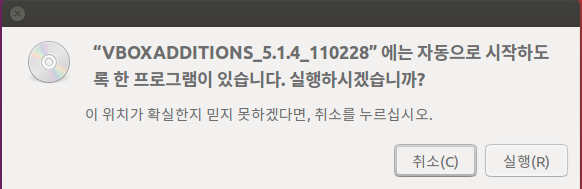 “VBOXADDITIONS_5.1.4_110228” 에는 자동으로 시작하도
록 한 프로그램이 있습니다. 실행하시겠습니까?
이 위치가 확실한지 믿지 못하겠다면, 취소를 누르십시오.
취소(C) 실행(R)